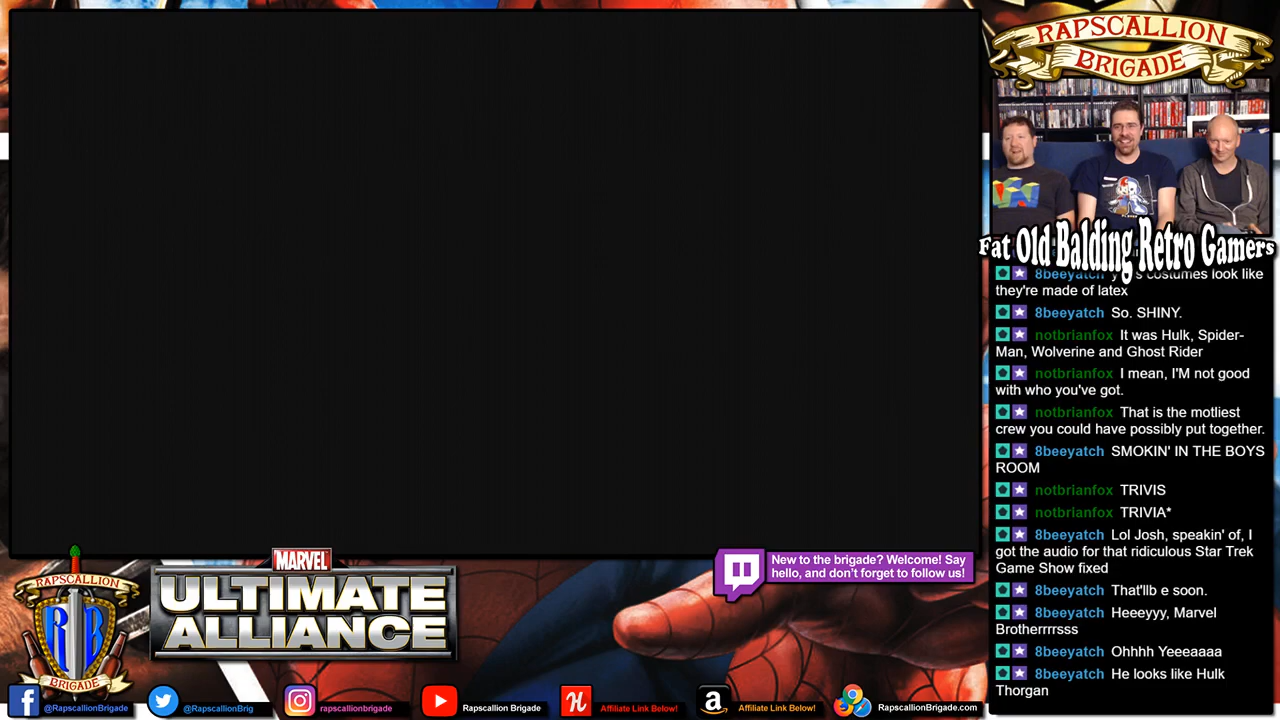 RAPSCALLION
BRIGADE
Fat Old Balding Retro Gamers
8beeyatch costumes look like
they're made of latex
8beeyatch So. SHINY.
notbrianfox It was Hulk, Spider-
Man, Wolverine and Ghost Rider
notbrianfox I mean, I'M not good
with who you've got.
notbrianfox That is the motliest
crew you could have possibly put together.
8beeyatch SMOKIN' IN THE BOYS
ROOM
notbrianfox TRIVIS
notbrianfox TRIVIA*
8beeyatch Lol Josh, speakin' of, I
got the audio for that ridiculous Star Trek
Game Show fixed
8beeyatch That'llb e soon.
8beeyatch Heeeyyy, Marvel
Brotherrrrsss
8beeyatch Ohhhh Yeeeaaaa
8beeyatch He looks like Hulk
Thorgan
New to the brigade? Welcome! Say
hello, and don't forget to follow us!
RAPSCALLION
R B
BRIGADE
MARVEL
ULTIMATE
ALLIANCE
@RapscallionBrigade
@RapscallionBrig
rapscallionbrigade
Rapscallion Brigade
Affiliate Link Below!
Affiliate Link Below!
RapscallionBrigade.com